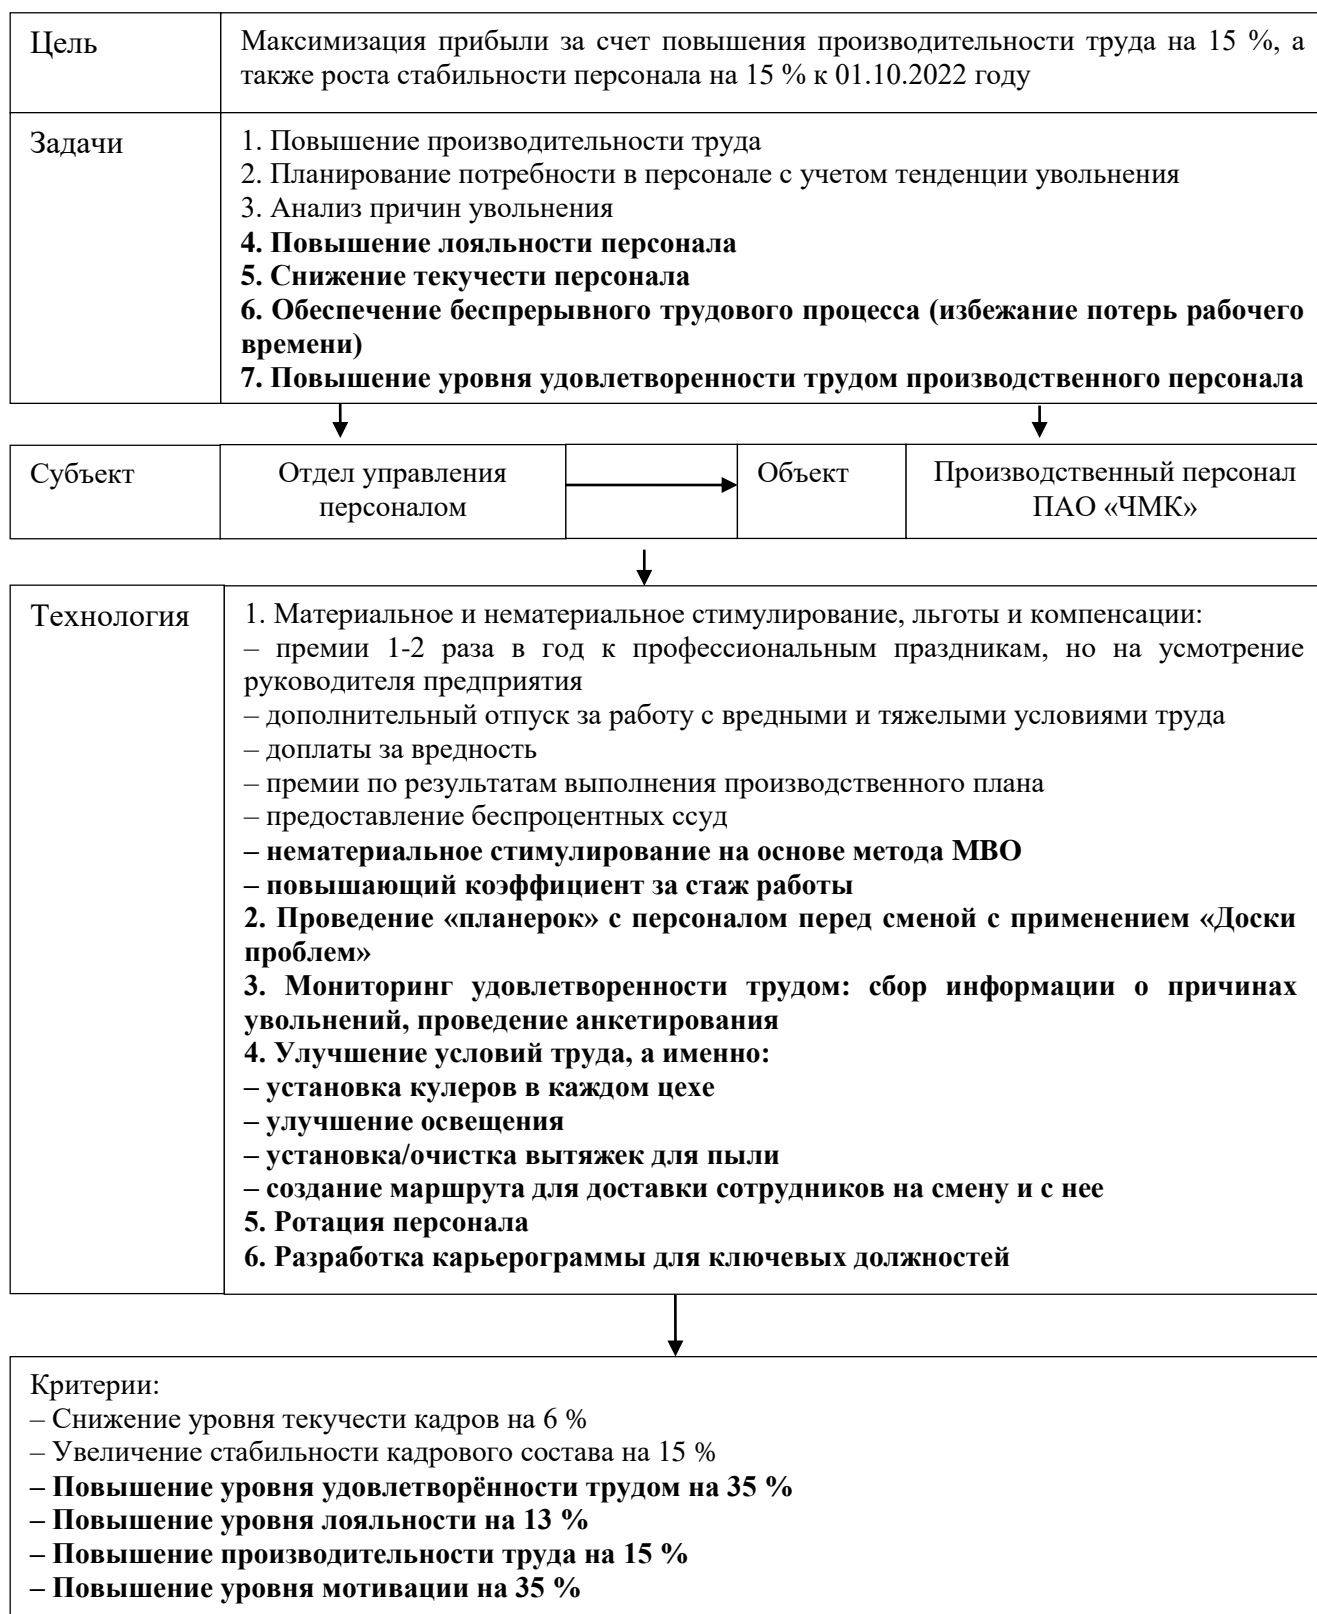 Цель
Максимизация прибыли за счет повышения производительности труда на 15 %, а
также роста стабильности персонала на 15 % к 01.10.2022 году
Задачи
1. Повышение производительности труда
2. Планирование потребности в персонале с учетом тенденции увольнения
3. Анализ причин увольнения
4. Повышение лояльности персонала
5. Снижение текучести персонала
6. Обеспечение беспрерывного трудового процесса (избежание потерь рабочего
времени)
7. Повышение уровня удовлетворенности трудом производственного персонала
Субъект
Отдел управления
персоналом
Объект
Производственный персонал
ПАО «ЧМК»
Технология
1. Материальное и нематериальное стимулирование, льготы и компенсации:
– премии 1-2 раза в год к профессиональным праздникам, но на усмотрение
руководителя предприятия
– дополнительный отпуск за работу с вредными и тяжелыми условиями труда
– доплаты за вредность
– премии по результатам выполнения производственного плана
– предоставление беспроцентных ссуд
– нематериальное стимулирование на основе метода МВО
– повышающий коэффициент за стаж работы
2. Проведение «планерок» с персоналом перед сменой с применением «Доски
проблем»
3. Мониторинг удовлетворенности трудом: сбор информации о причинах
увольнений, проведение анкетирования
4. Улучшение условий труда, а именно:
– установка кулеров в каждом цехе
– улучшение освещения
– установка/очистка вытяжек для пыли
– создание маршрута для доставки сотрудников на смену и с нее
5. Ротация персонала
6. Разработка карьерограммы для ключевых должностей
Критерии:
– Снижение уровня текучести кадров на 6 %
– Увеличение стабильности кадрового состава на 15 %
– Повышение уровня удовлетворённости трудом на 35 %
– Повышение уровня лояльности на 13 %
– Повышение производительности труда на 15 %
– Повышение уровня мотивации на 35 %